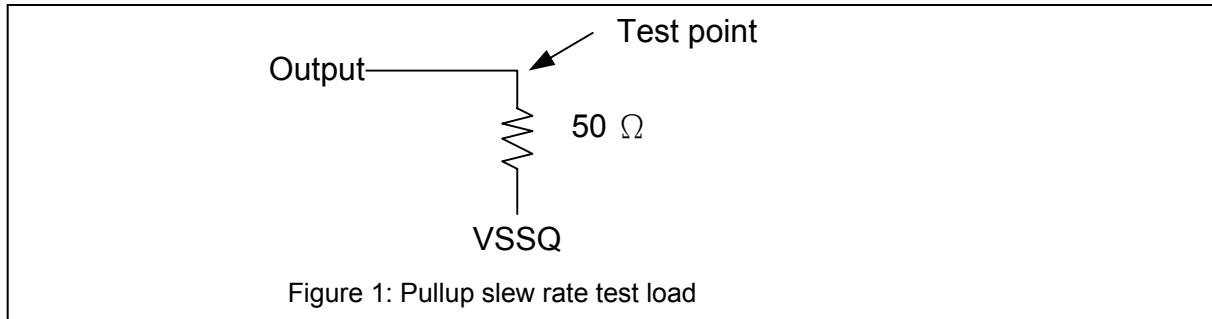 Test point
Output
50 Ω
VSSQ
Figure 1: Pullup slew rate test load